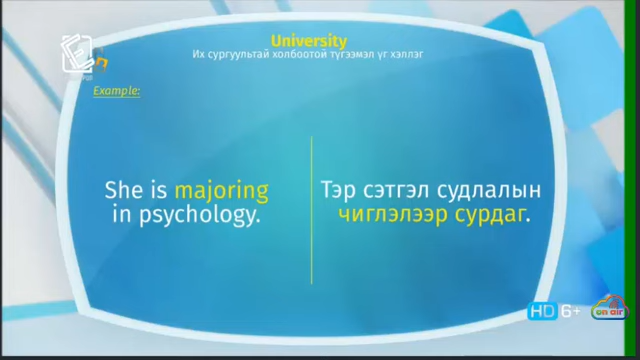 University
Их сургуультай холбоотой түгээмэл үг хэллэг
Example:
She is majoring
in psychology.
Тэр сэтгэл судлалын
чиглэлээр сурдаг.
HD 6+
on air